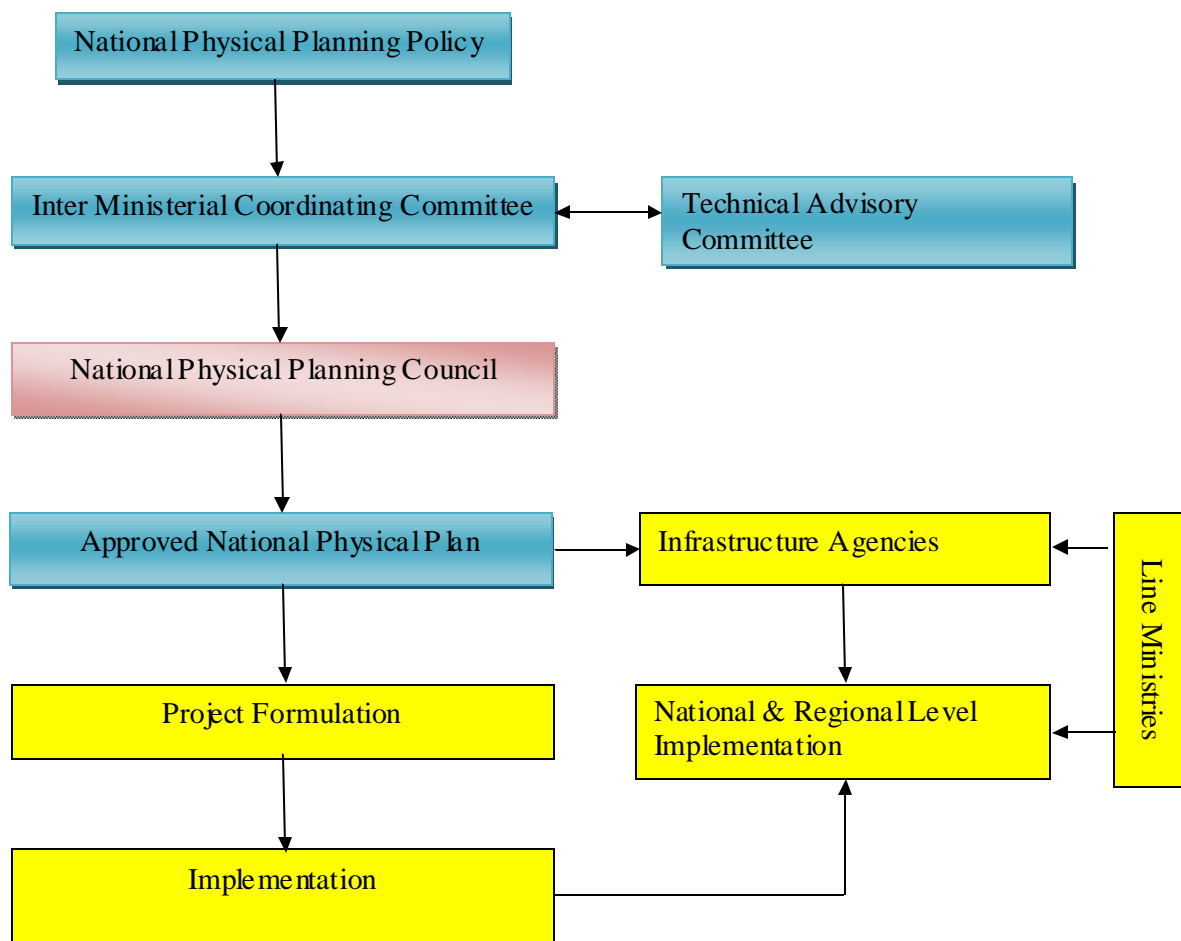 National Physical Planning Policy
Inter Ministerial Coordinating Committee
Technical Advisory
Committee
National Physical Planning Council
Approved National Physical Plan
Infrastructure Agencies
Line Ministries
Project Formulation
National & Regional Level
Implementation
Implementation